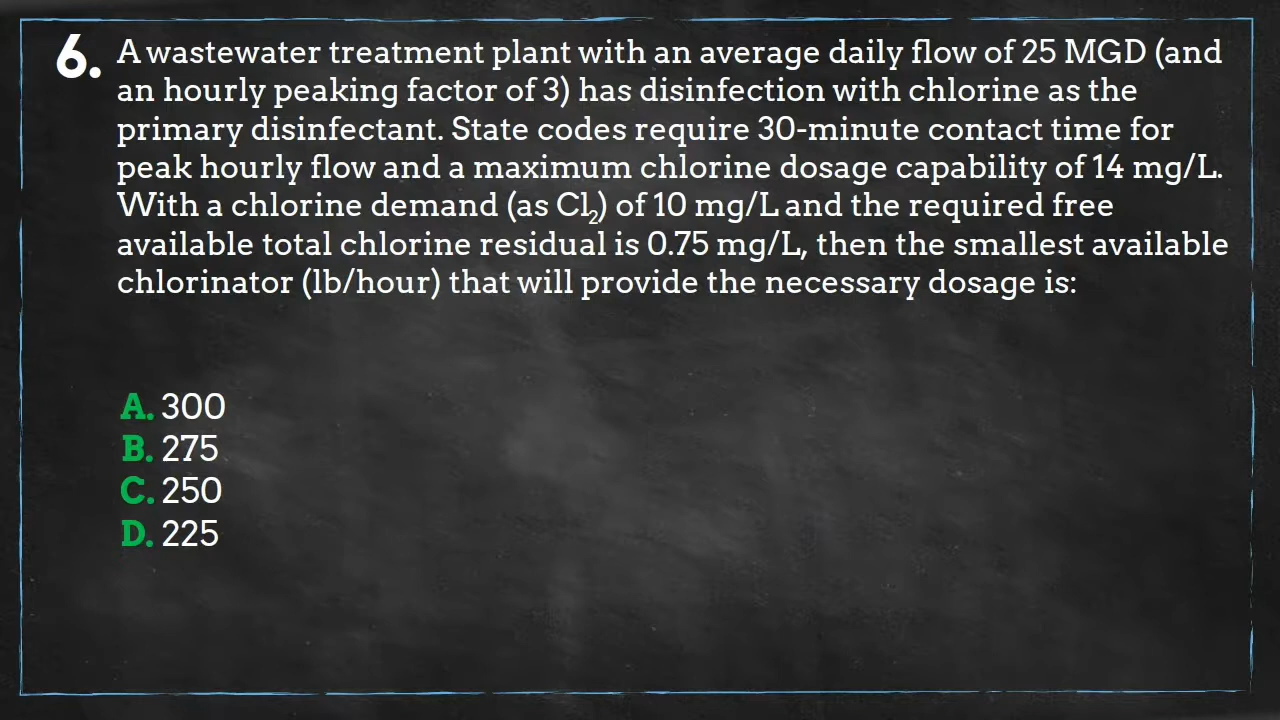 6. A wastewater treatment plant with an average daily flow of 25 MGD (and
an hourly peaking factor of 3) has disinfection with chlorine as the
primary disinfectant. State codes require 30-minute contact time for
peak hourly flow and a maximum chlorine dosage capability of 14 mg/L.
With a chlorine demand (as Cl₂) of 10 mg/L and the required free
available total chlorine residual is 0.75 mg/L, then the smallest available
chlorinator (lb/hour) that will provide the necessary dosage is:
A. 300
B. 275
C. 250
D. 225